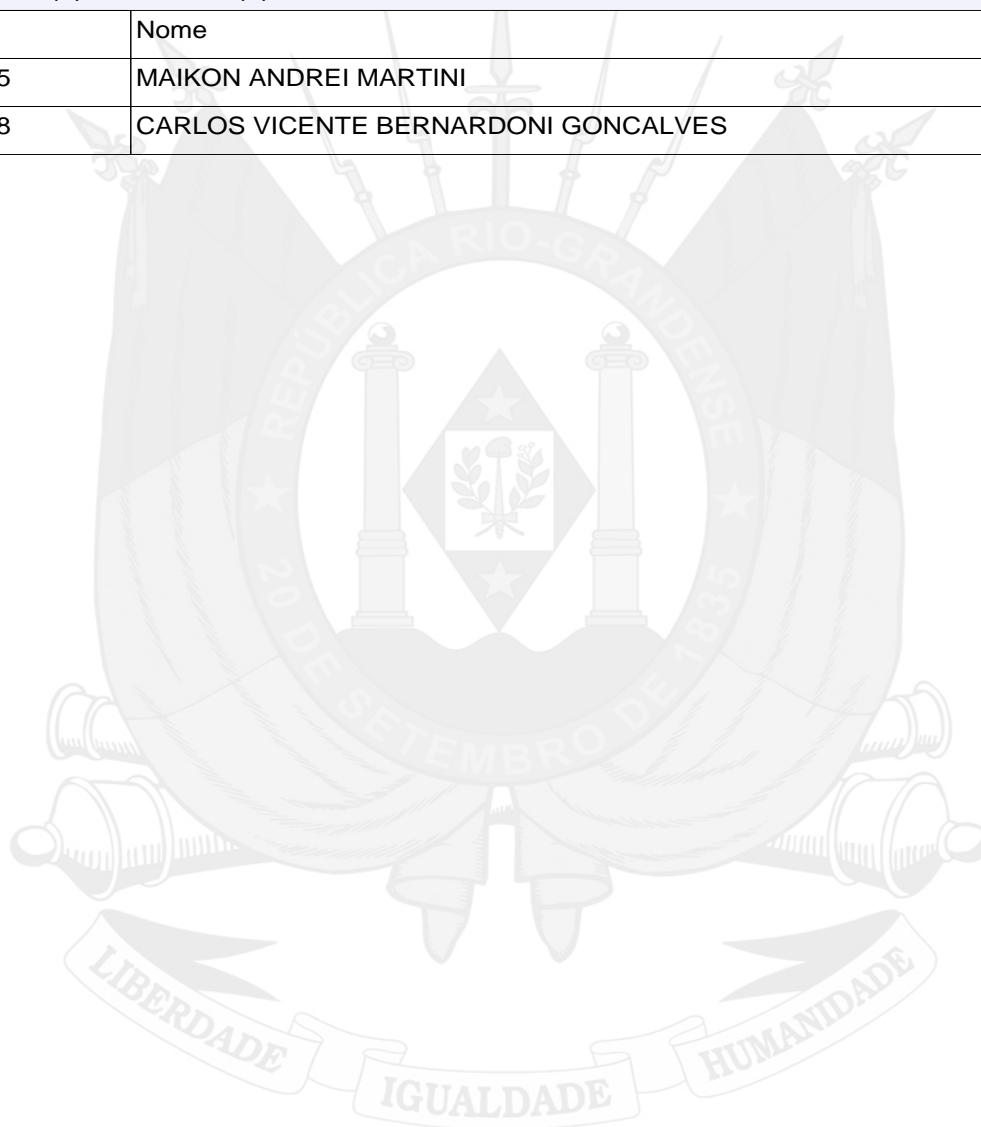 Nome
5 MAIKON ANDREI MARTINI
8 CARLOS VICENTE BERNARDONI GONCALVES
REPÚBLICA RIO-GRANDENSE
★ 20 DE SETEMBRO DE 1835 ★
LIBERDADE IGUALDADE HUMANIDADE